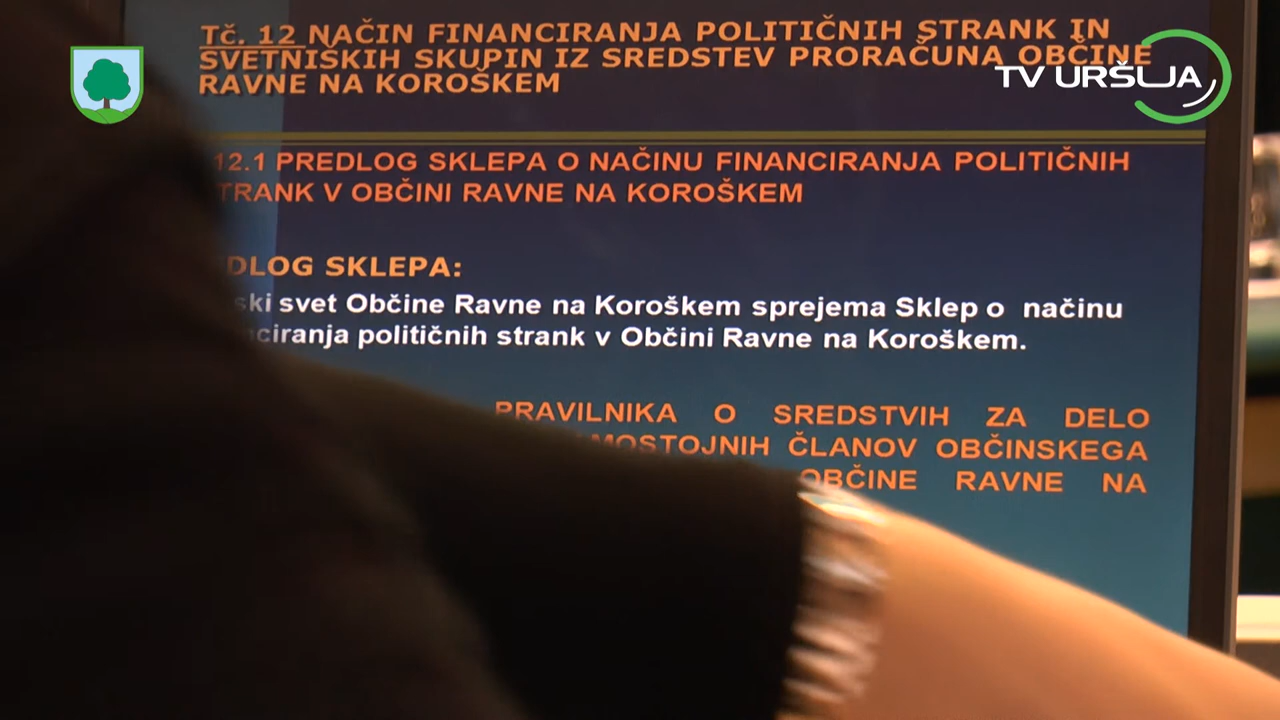 Tč. 12 NAČIN FINANCIRANJA POLITIČNIH STRANK IN
SVETNIŠKIH SKUPIN IZ SREDSTEV PRORAČUNA OBČINE
RAVNE NA KOROŠKEM
TV URŠLJA
12.1 PREDLOG SKLEPA O NAČINU FINANCIRANJA POLITIČNIH
TRANK V OBČINI RAVNE NA KOROŠKEM
DLOG SKLEPA:
ski svet Občine Ravne na Koroškem sprejema Sklep o načinu
ciranja političnih strank v Občini Ravne na Koroškem.
PRAVILNIKA O SREDSTVIH ZA DELO
MOSTOJNIH ČLANOV OBČINSKEGA
OBČINE RAVNE NA